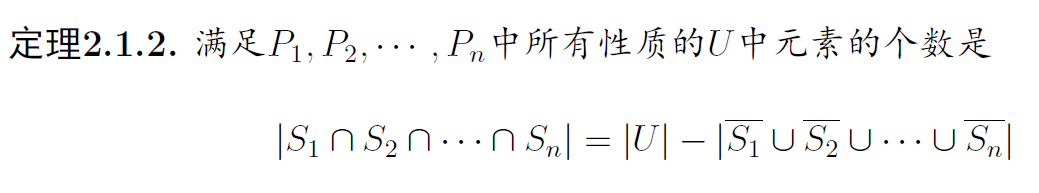 定理2.1.2. 满足P₁, P₂, ⋯ , Pₙ中所有性质的U中元素的个数是
|S₁ ∩ S₂ ∩ ⋯ ∩ Sₙ| = |U| − |S̅₁ ∪ S̅₂ ∪ ⋯ ∪ S̅ₙ|